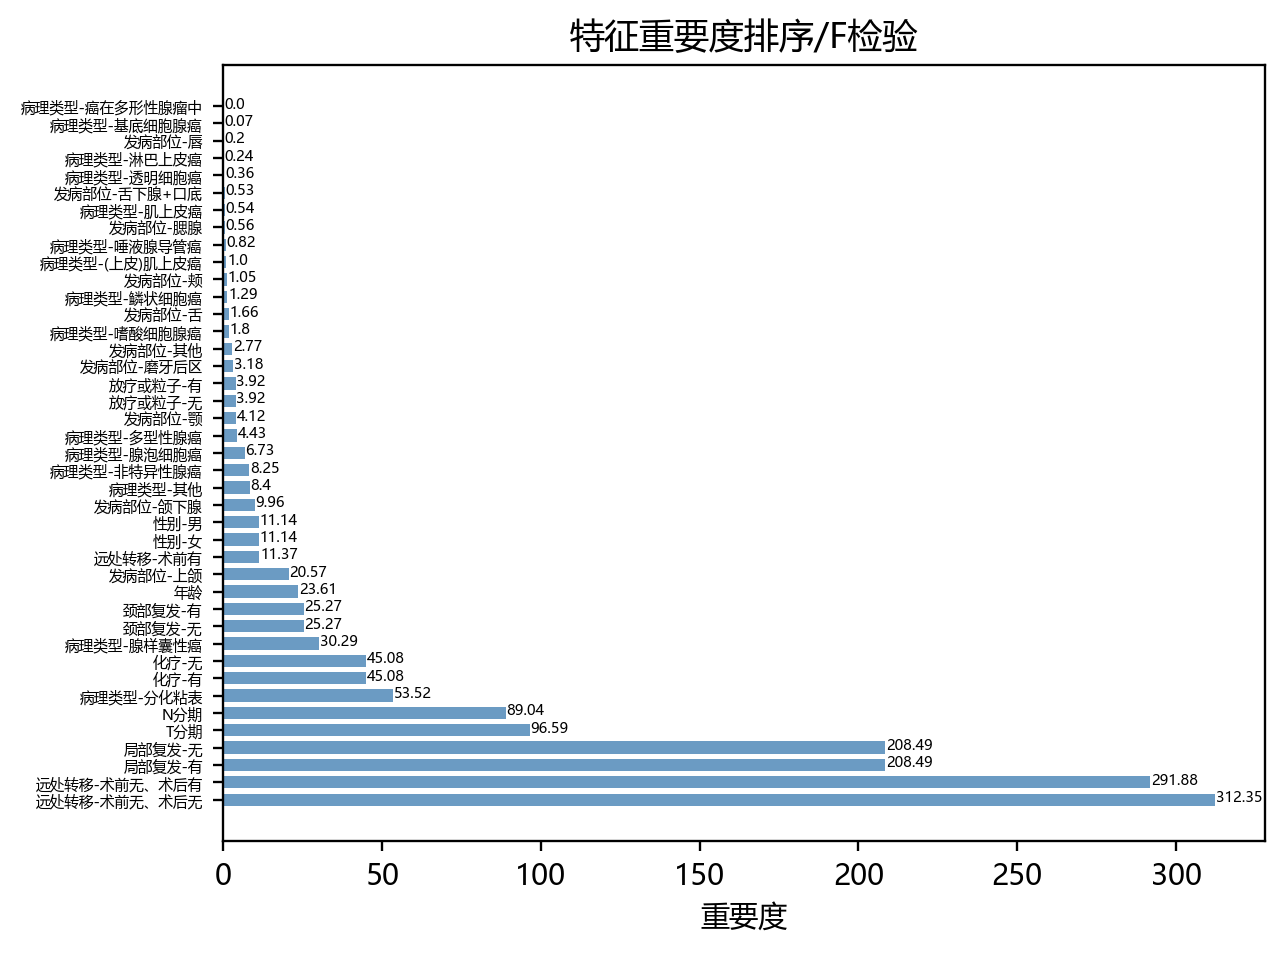 特征重要度排序/F检验
病理类型-癌在多形性腺瘤中 0.0
病理类型-基底细胞腺癌 0.07
发病部位-唇 0.2
病理类型-淋巴上皮癌 0.24
病理类型-透明细胞癌 0.36
发病部位-舌下腺+口底 0.53
病理类型-肌上皮癌 0.54
发病部位-腮腺 0.56
病理类型-唾液腺导管癌 0.82
病理类型-(上皮)肌上皮癌 1.0
发病部位-颊 1.05
病理类型-鳞状细胞癌 1.29
发病部位-舌 1.66
病理类型-嗜酸细胞腺癌 1.8
发病部位-其他 2.77
发病部位-磨牙后区 3.18
放疗或粒子-有 3.92
放疗或粒子-无 3.92
发病部位-颚 4.12
病理类型-多型性腺癌 4.43
病理类型-腺泡细胞癌 6.73
病理类型-非特异性腺癌 8.25
病理类型-其他 8.4
发病部位-颌下腺 9.96
性别-男 11.14
性别-女 11.14
远处转移-术前有 11.37
发病部位-上颌 20.57
年龄 23.61
颈部复发-有 25.27
颈部复发-无 25.27
病理类型-腺样囊性癌 30.29
化疗-无 45.08
化疗-有 45.08
病理类型-分化粘表 53.52
N分期 89.04
T分期 96.59
局部复发-无 208.49
局部复发-有 208.49
远处转移-术前无、术后有 291.88
远处转移-术前无、术后无 312.35
0 50 100 150 200 250 300
重要度